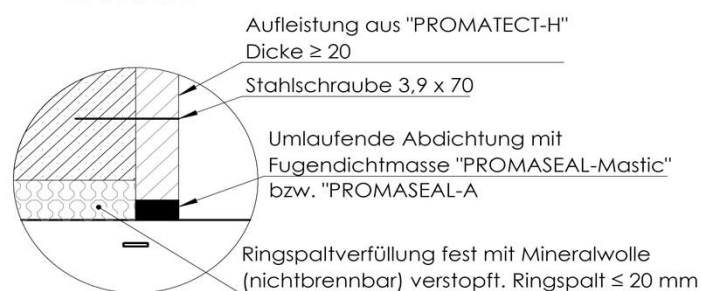 Aufleistung aus "PROMATECT-H"
Dicke ≥ 20
Stahlschraube 3,9 x 70
Umlaufende Abdichtung mit
Fugendichtmasse "PROMASEAL-Mastic"
bzw. "PROMASEAL-A
Ringspaltverfüllung fest mit Mineralwolle
(nichtbrennbar) verstopft. Ringspalt ≤ 20 mm